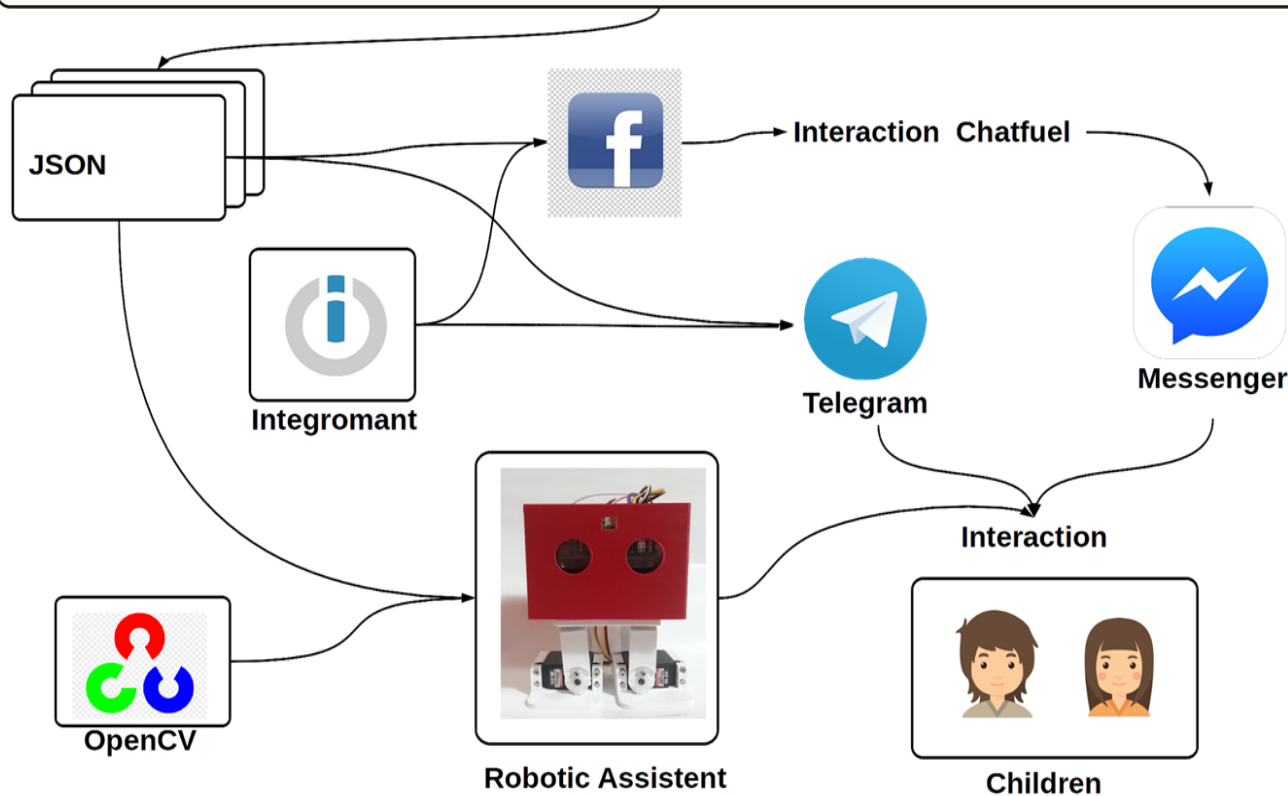 JSON
Interaction Chatfuel
Messenger
Telegram
Integromant
Interaction
OpenCV
Robotic Assistent
Children